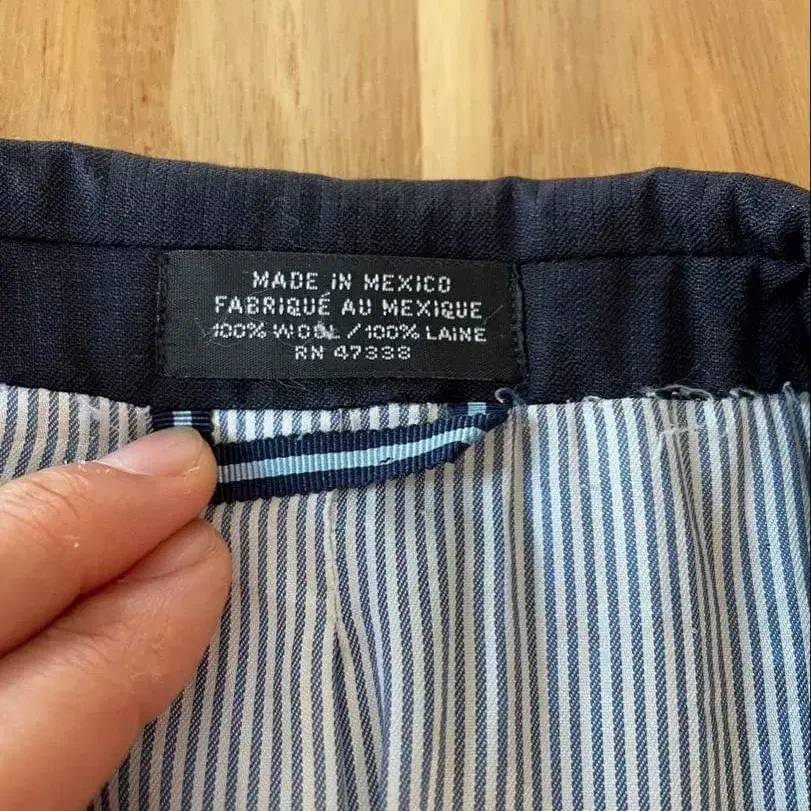 MADE IN MEXICO
FABRIQUÉ AU MEXIQUE
100% WOOL / 100% LAINE
RN 47338